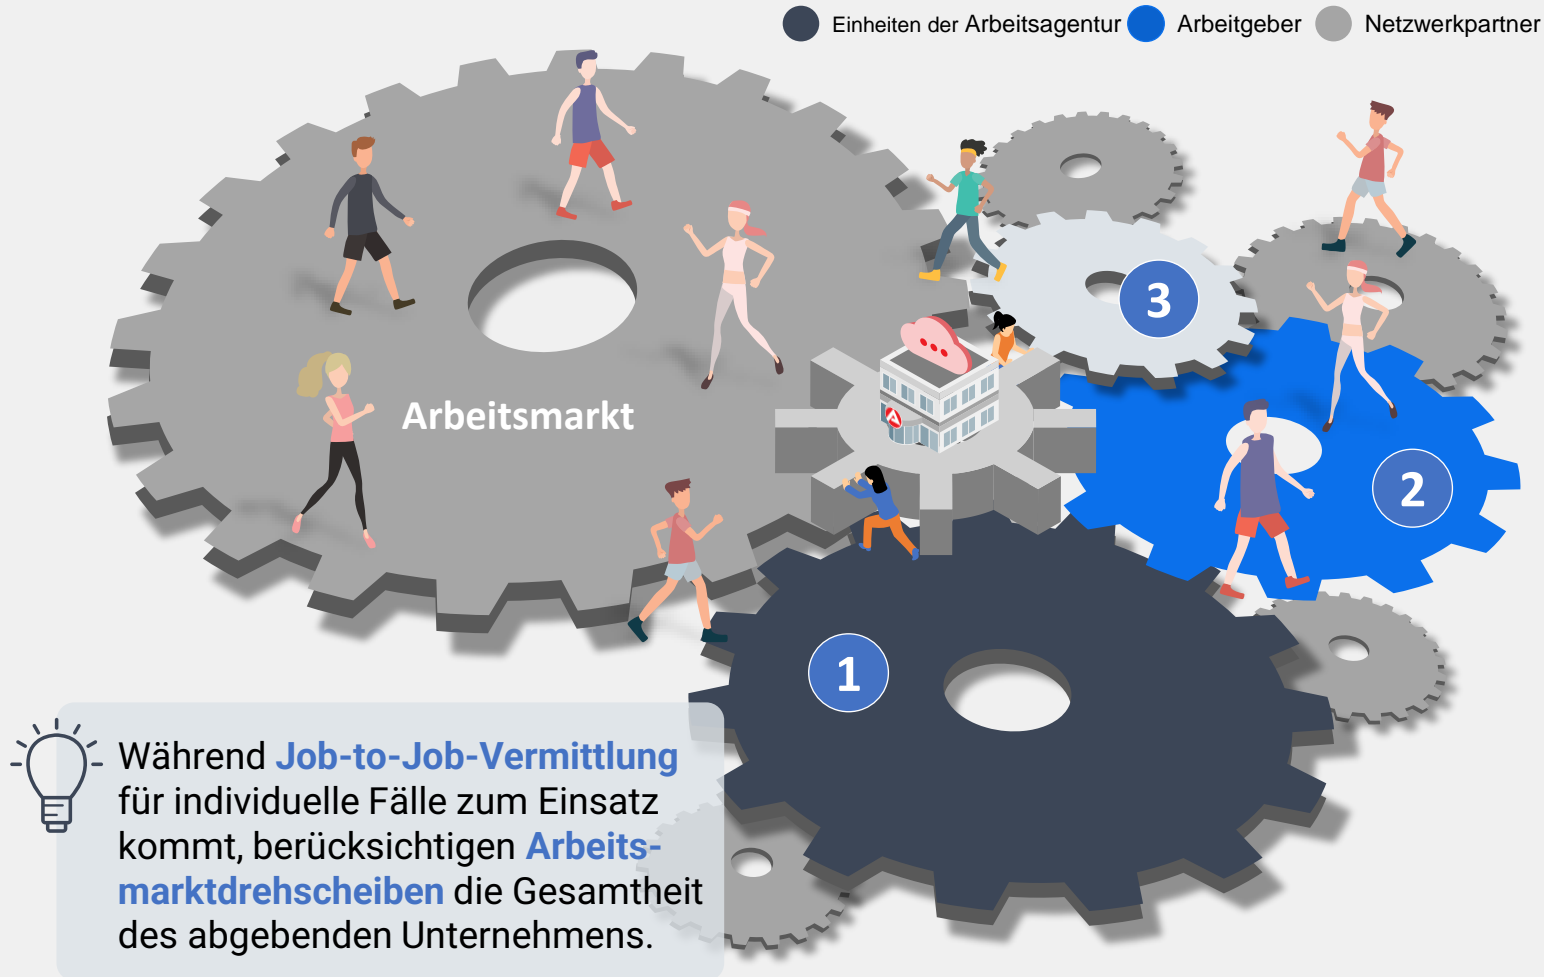 Einheiten der Arbeitsagentur
Arbeitgeber
Netzwerkpartner
3
Arbeitsmarkt
2
1
Während Job-to-Job-Vermittlung
für individuelle Fälle zum Einsatz
kommt, berücksichtigen Arbeits-
marktdrehscheiben die Gesamtheit
des abgebenden Unternehmens.